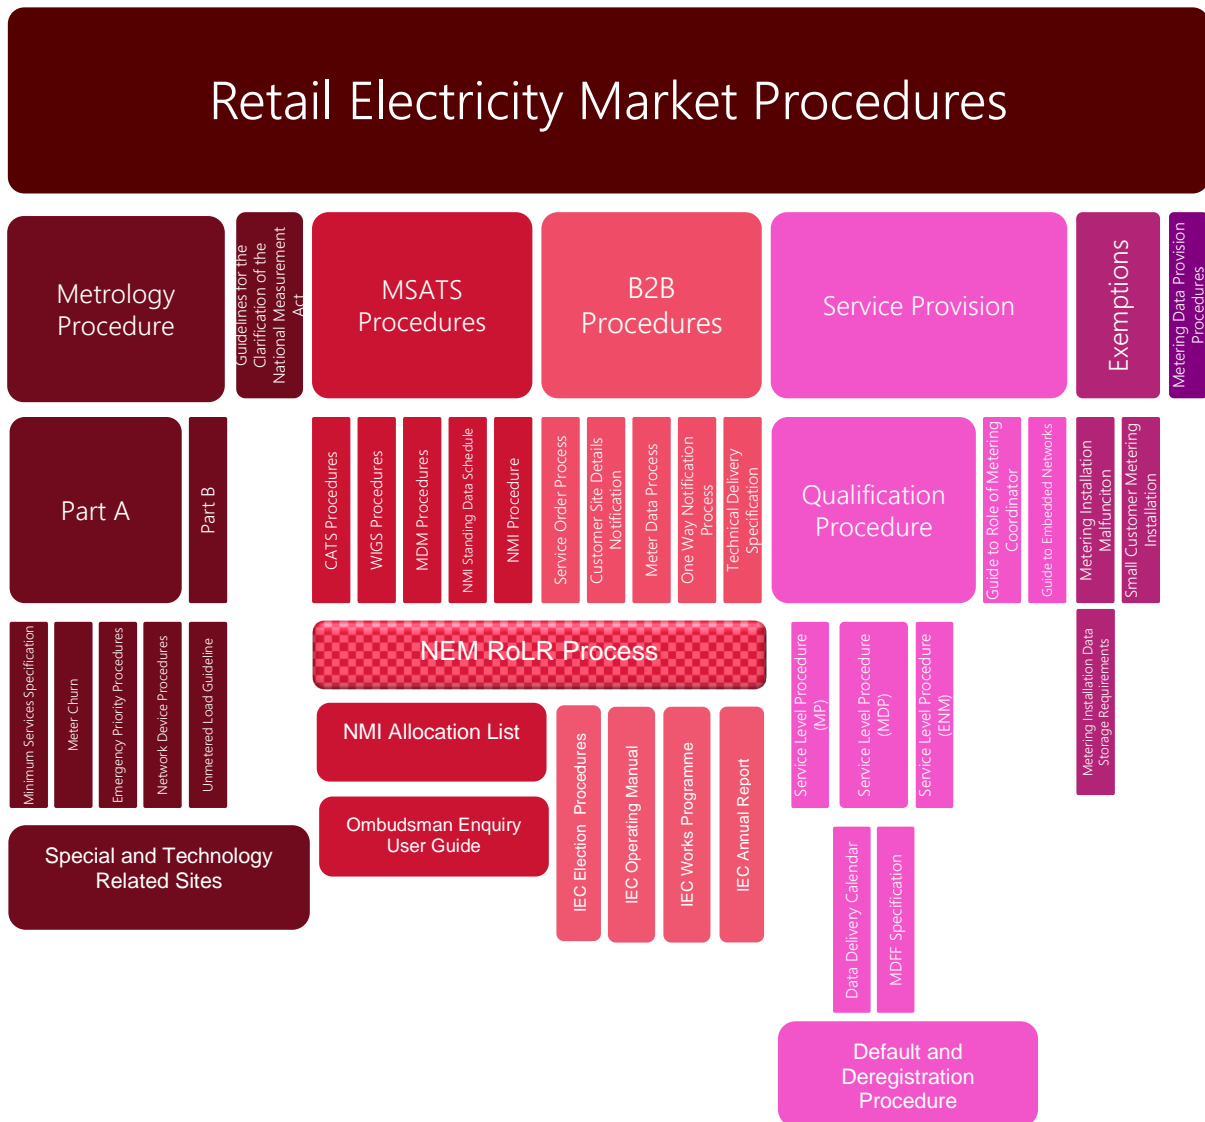 Retail Electricity Market Procedures
Metrology
Procedure
Guidelines for the
Clarification of the
National Measurement
Act
MSATS
Procedures
B2B
Procedures
Service Provision
Exemptions
Metering Data Provision
Procedures
Part A
Part B
CATS Procedures
WIGS Procedures
MDM Procedures
NMI Standing Data Schedule
NMI Procedure
Service Order Process
Customer Site Details
Notification
Meter Data Process
One Way Notification
Process
Technical Delivery
Specification
Qualification
Procedure
Guide to Role of Metering
Coordinator
Guide to Embedded Networks
Metering Installation
Malfunciton
Small Customer Metering
Installation
Minimum Services Specification
Meter Churn
Emergency Priority Procedures
Network Device Procedures
Unmetered Load Guideline
NEM RoLR Process
Service Level Procedure
(MP)
Service Level Procedure
(MDP)
Service Level Procedure
(ENM)
Metering Installation Data
Storage Requirements
NMI Allocation List
Ombudsman Enquiry
User Guide
IEC Election  Procedures
IEC Operating Manual
IEC Works Programme
IEC Annual Report
Special and Technology
Related Sites
Data Delivery Calendar
MDFF Specification
Default and
Deregistration
Procedure